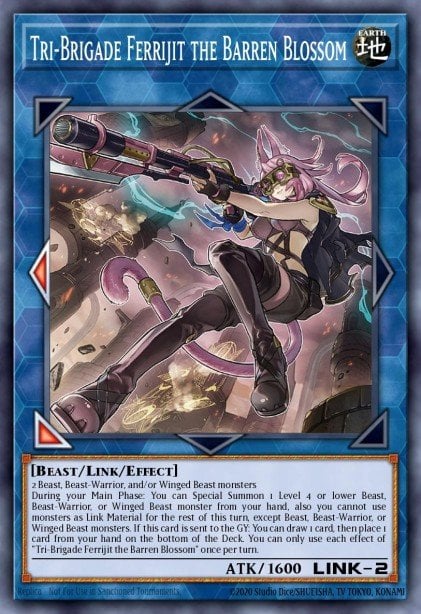 TRI-BRIGADE FERRIJIT THE BARREN BLOSSOM
EARTH
地
[BEAST/LINK/EFFECT]
2 Beast, Beast-Warrior, and/or Winged Beast monsters
During your Main Phase: You can Special Summon 1 Level 4 or lower Beast,
Beast-Warrior, or Winged Beast monster from your hand, also you cannot use
monsters as Link Material for the rest of this turn, except Beast, Beast-Warrior,
or Winged Beast monsters. If this card is sent to the GY: You can draw 1 card, then place 1
card from your hand on the bottom of the Deck. You can only use each effect of
"Tri-Brigade Ferrijit the Barren Blossom" once per turn.
ATK/1600 LINK-2
Replica - Not For Use in Sanctioned Tornaments. ©2020 Studio Dice/SHUEISHA, TV TOKYO, KONAMI